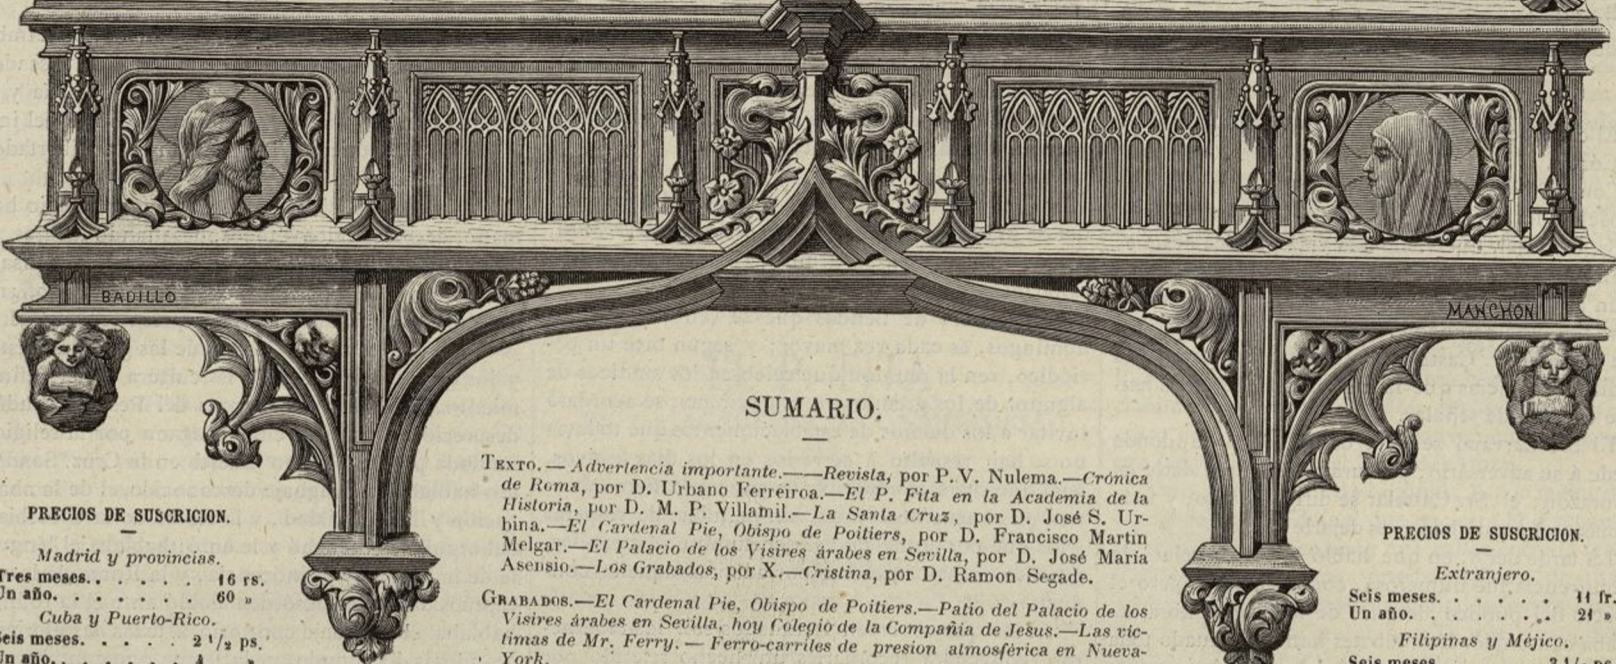 BADILLO
MANCHON
SUMARIO.
TEXTO. — Advertencia importante.——Revista, por P. V. Nulema.—Crónica
de Roma, por D. Urbano Ferreiroa.—El P. Fita en la Academia de la
Historia, por D. M. P. Villamil.—La Santa Cruz, por D. José S. Ur-
bina.—El Cardenal Pie, Obispo de Poitiers, por D. Francisco Martin
Melgar.—El Palacio de los Visires árabes en Sevilla, por D. José María
Asensio.—Los Grabados, por X.—Cristina, por D. Ramon Segade.
GRABADOS.—El Cardenal Pie, Obispo de Poitiers.—Patio del Palacio de los
Visires árabes en Sevilla, hoy Colegio de la Compañía de Jesus.—Las víc-
timas de Mr. Ferry. — Ferro-carriles de presion atmosférica en Nueva-
York.
PRECIOS DE SUSCRICION.
Madrid y provincias.
Tres meses. . . . . . 16 rs.
Un año. . . . . . . 60 »
Cuba y Puerto-Rico.
Seis meses. . . . . 2 1/2 ps.
Un año. . . . . . 4 »
PRECIOS DE SUSCRICION.
Extranjero.
Seis meses. . . . . . 11 fr.
Un año. . . . . . . 21 »
Filipinas y Méjico.
Seis meses